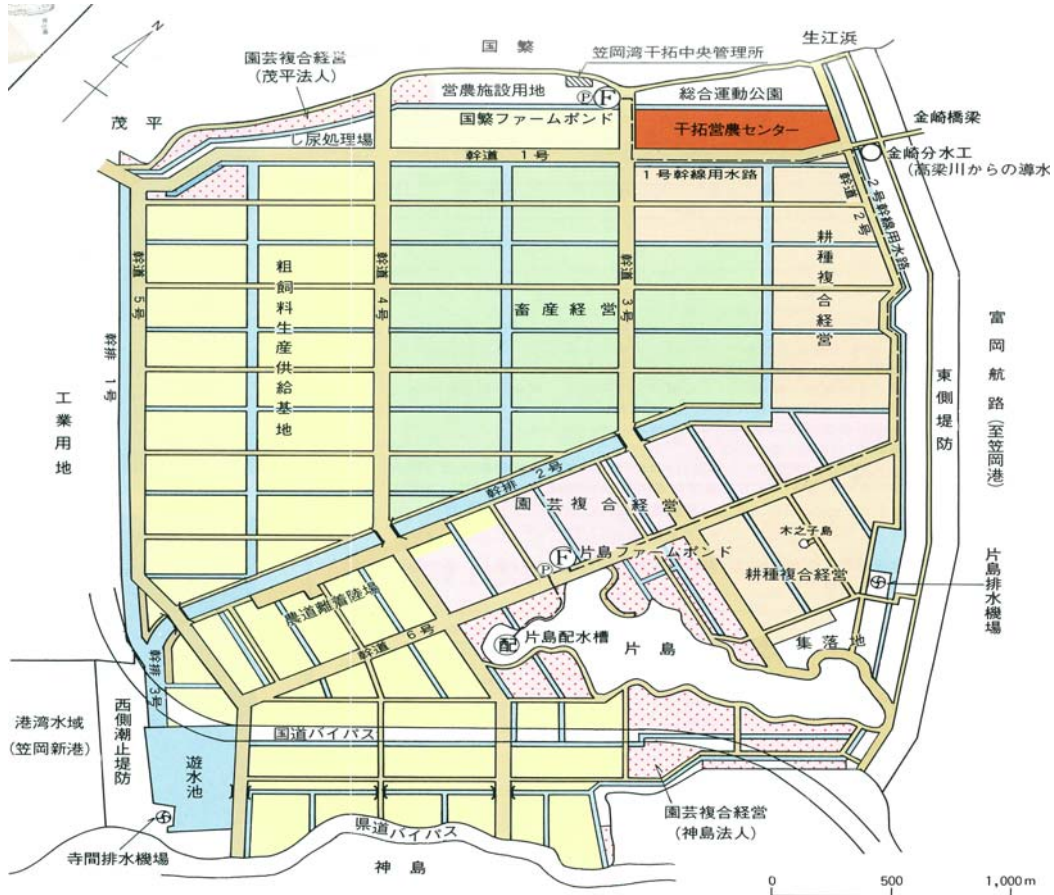 N
国繁
生江浜
笠岡湾干拓中央管理所
園芸複合経営
(茂平法人)
営農施設用地
P
F
総合運動公園
茂平
国繁ファームポンド
干拓営農センター
金崎橋梁
し尿処理場
幹道 1号
1号幹線用水路
金崎分水工
(高梁川からの導水
幹道 2号
2号幹線用水路
耕種複合経営
粗飼料生産供給基地
幹道 5号
幹道 4号
幹道 3号
畜産経営
幹排 1号
工業用地
富岡航路(至笠岡港)
東側堤防
幹排 2号
園芸複合経営
木之子島
P
F
片島ファームポンド
耕種複合経営
片島排水機場
農道離着陸場
幹道 6号
配
片島配水槽
片島
集落地
幹排 3号
港湾水域
(笠岡新港)
西側潮止堤防
国道バイパス
遊水池
園芸複合経営
(神島法人)
県道バイパス
寺間排水機場
神島
0 500 1,000m